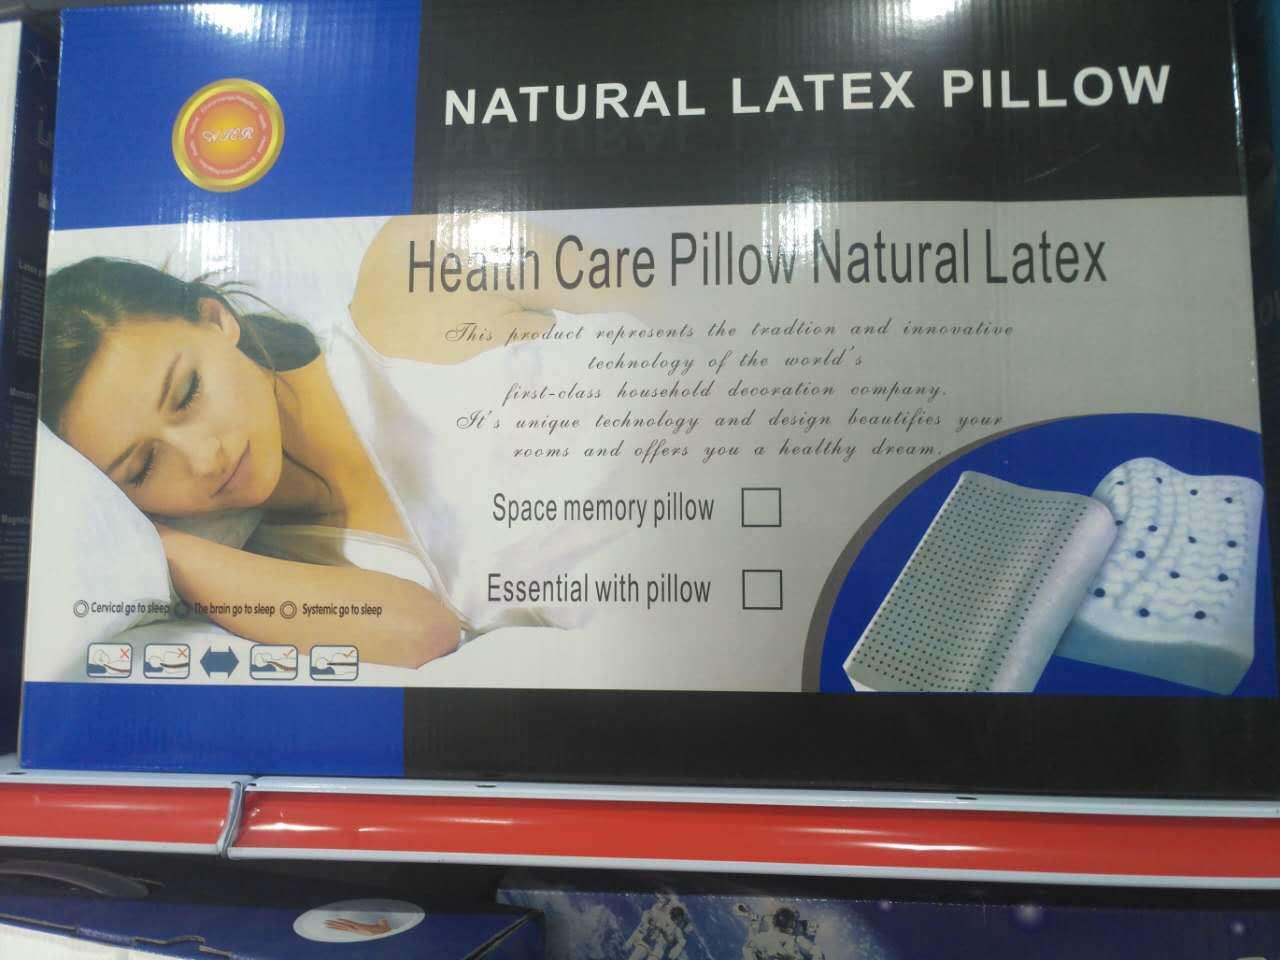 NATURAL LATEX PILLOW
Health Care Pillow Natural Latex
This product represents the tradtion and innovative
technology of the world's
first-class household decoration company.
It's unique technology and design beautifies your
rooms and offers you a healthy dream.
Space memory pillow
Essential with pillow
Cervical go to sleep The brain go to sleep Systemic go to sleep